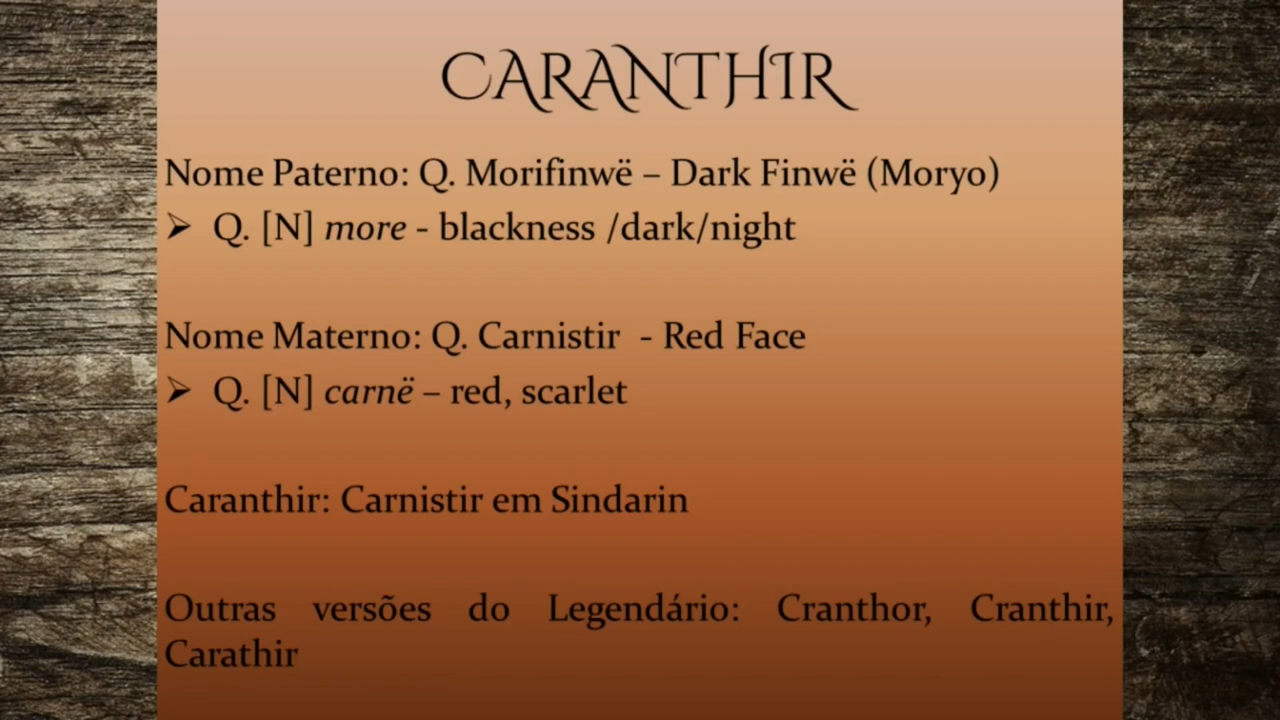 CARANTHIR
Nome Paterno: Q. Morifinwë – Dark Finwë (Moryo)
➢ Q. [N] more - blackness /dark/night
Nome Materno: Q. Carnistir - Red Face
➢ Q. [N] carnë – red, scarlet
Caranthir: Carnistir em Sindarin
Outras versões do Legendário: Cranthor, Cranthir,
Carathir